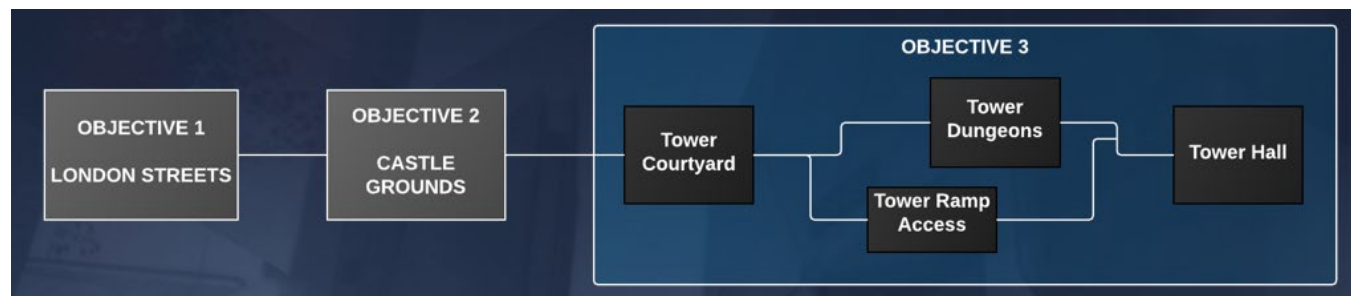 OBJECTIVE 1
LONDON STREETS
OBJECTIVE 2
CASTLE
GROUNDS
OBJECTIVE 3
Tower
Courtyard
Tower
Dungeons
Tower Ramp
Access
Tower Hall